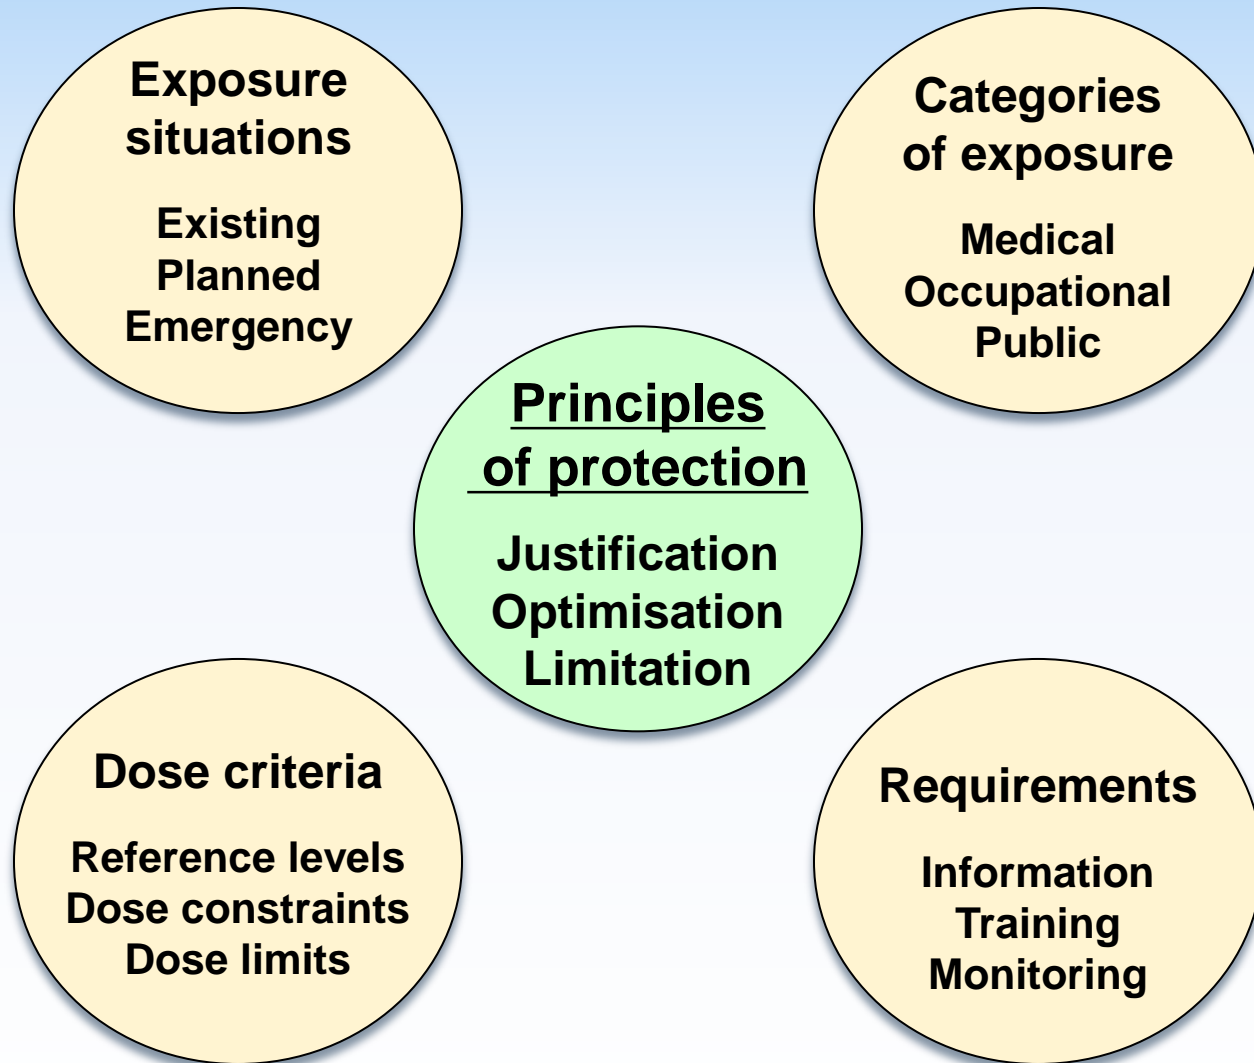 Exposure
situations
Existing
Planned
Emergency
Categories
of exposure
Medical
Occupational
Public
Principles
of protection
Justification
Optimisation
Limitation
Dose criteria
Reference levels
Dose constraints
Dose limits
Requirements
Information
Training
Monitoring